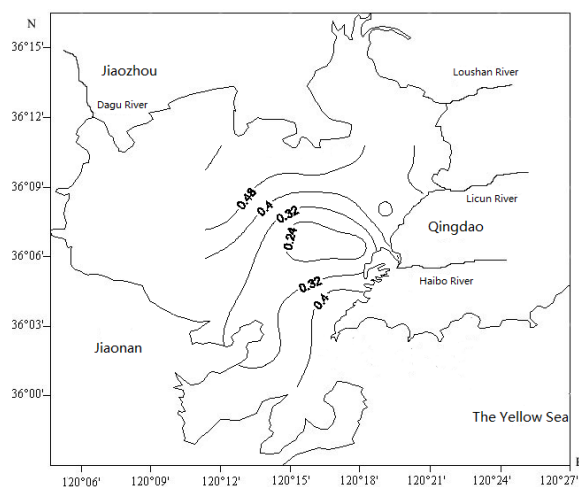 N
36°15'
Jiaozhou
Loushan River
Dagu River
36°12'
36°09'
0.48
Licun River
0.4
0.32
Qingdao
0.24
36°06'
0.32
Haibo River
0.4
36°03'
Jiaonan
36°00'
The Yellow Sea
E
120°06' 120°09' 120°12' 120°15' 120°18' 120°21' 120°24' 120°27'